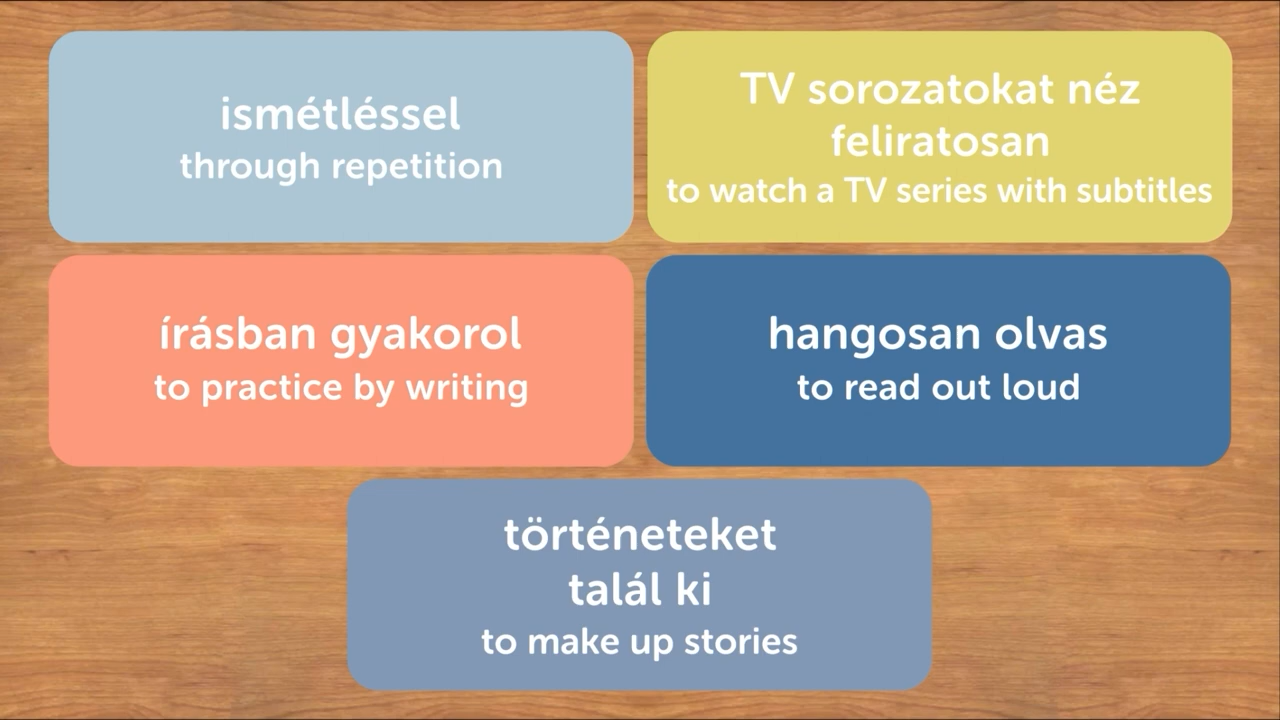 ismétléssel
through repetition
TV sorozatokat néz
feliratosan
to watch a TV series with subtitles
írásban gyakorol
to practice by writing
hangosan olvas
to read out loud
történeteket
talál ki
to make up stories